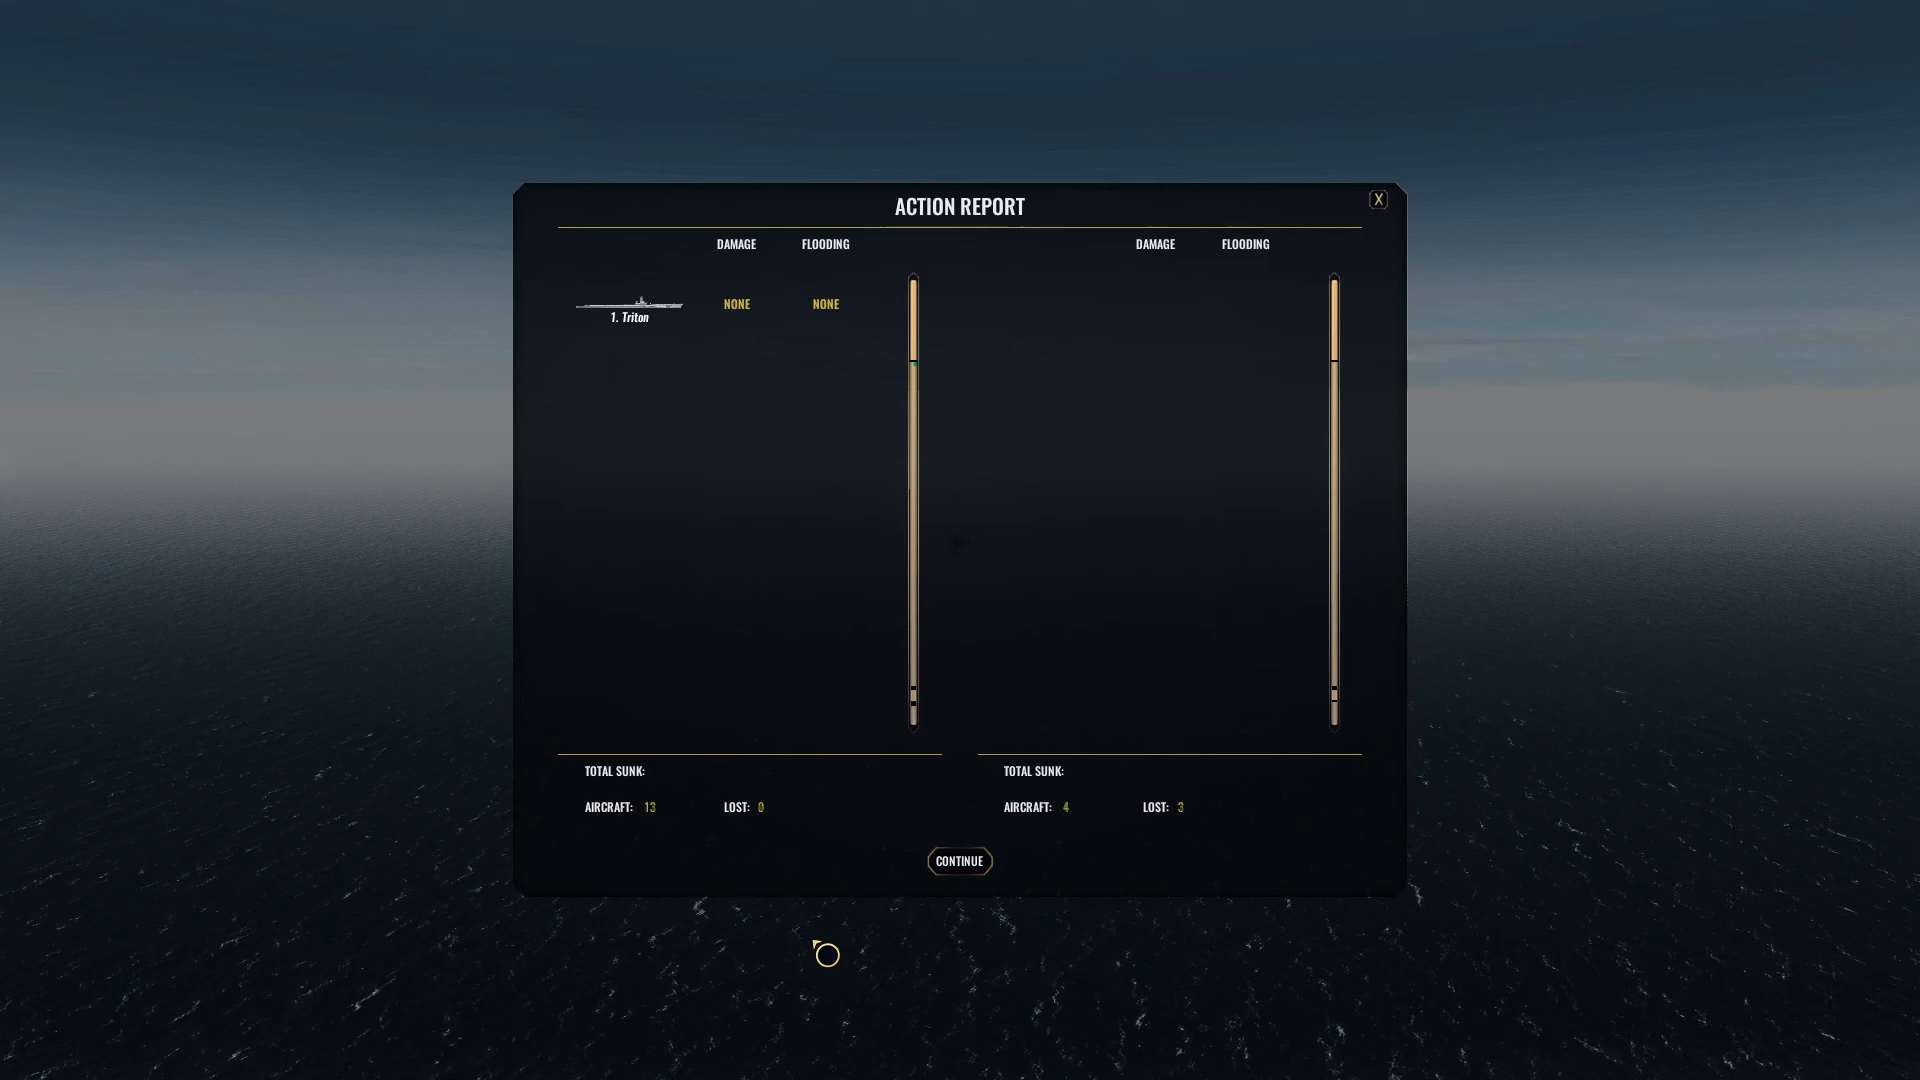 ACTION REPORT
X
DAMAGE FLOODING DAMAGE FLOODING
1. Triton NONE NONE
TOTAL SUNK: TOTAL SUNK:
AIRCRAFT: 13 LOST: 0 AIRCRAFT: 4 LOST: 3
CONTINUE